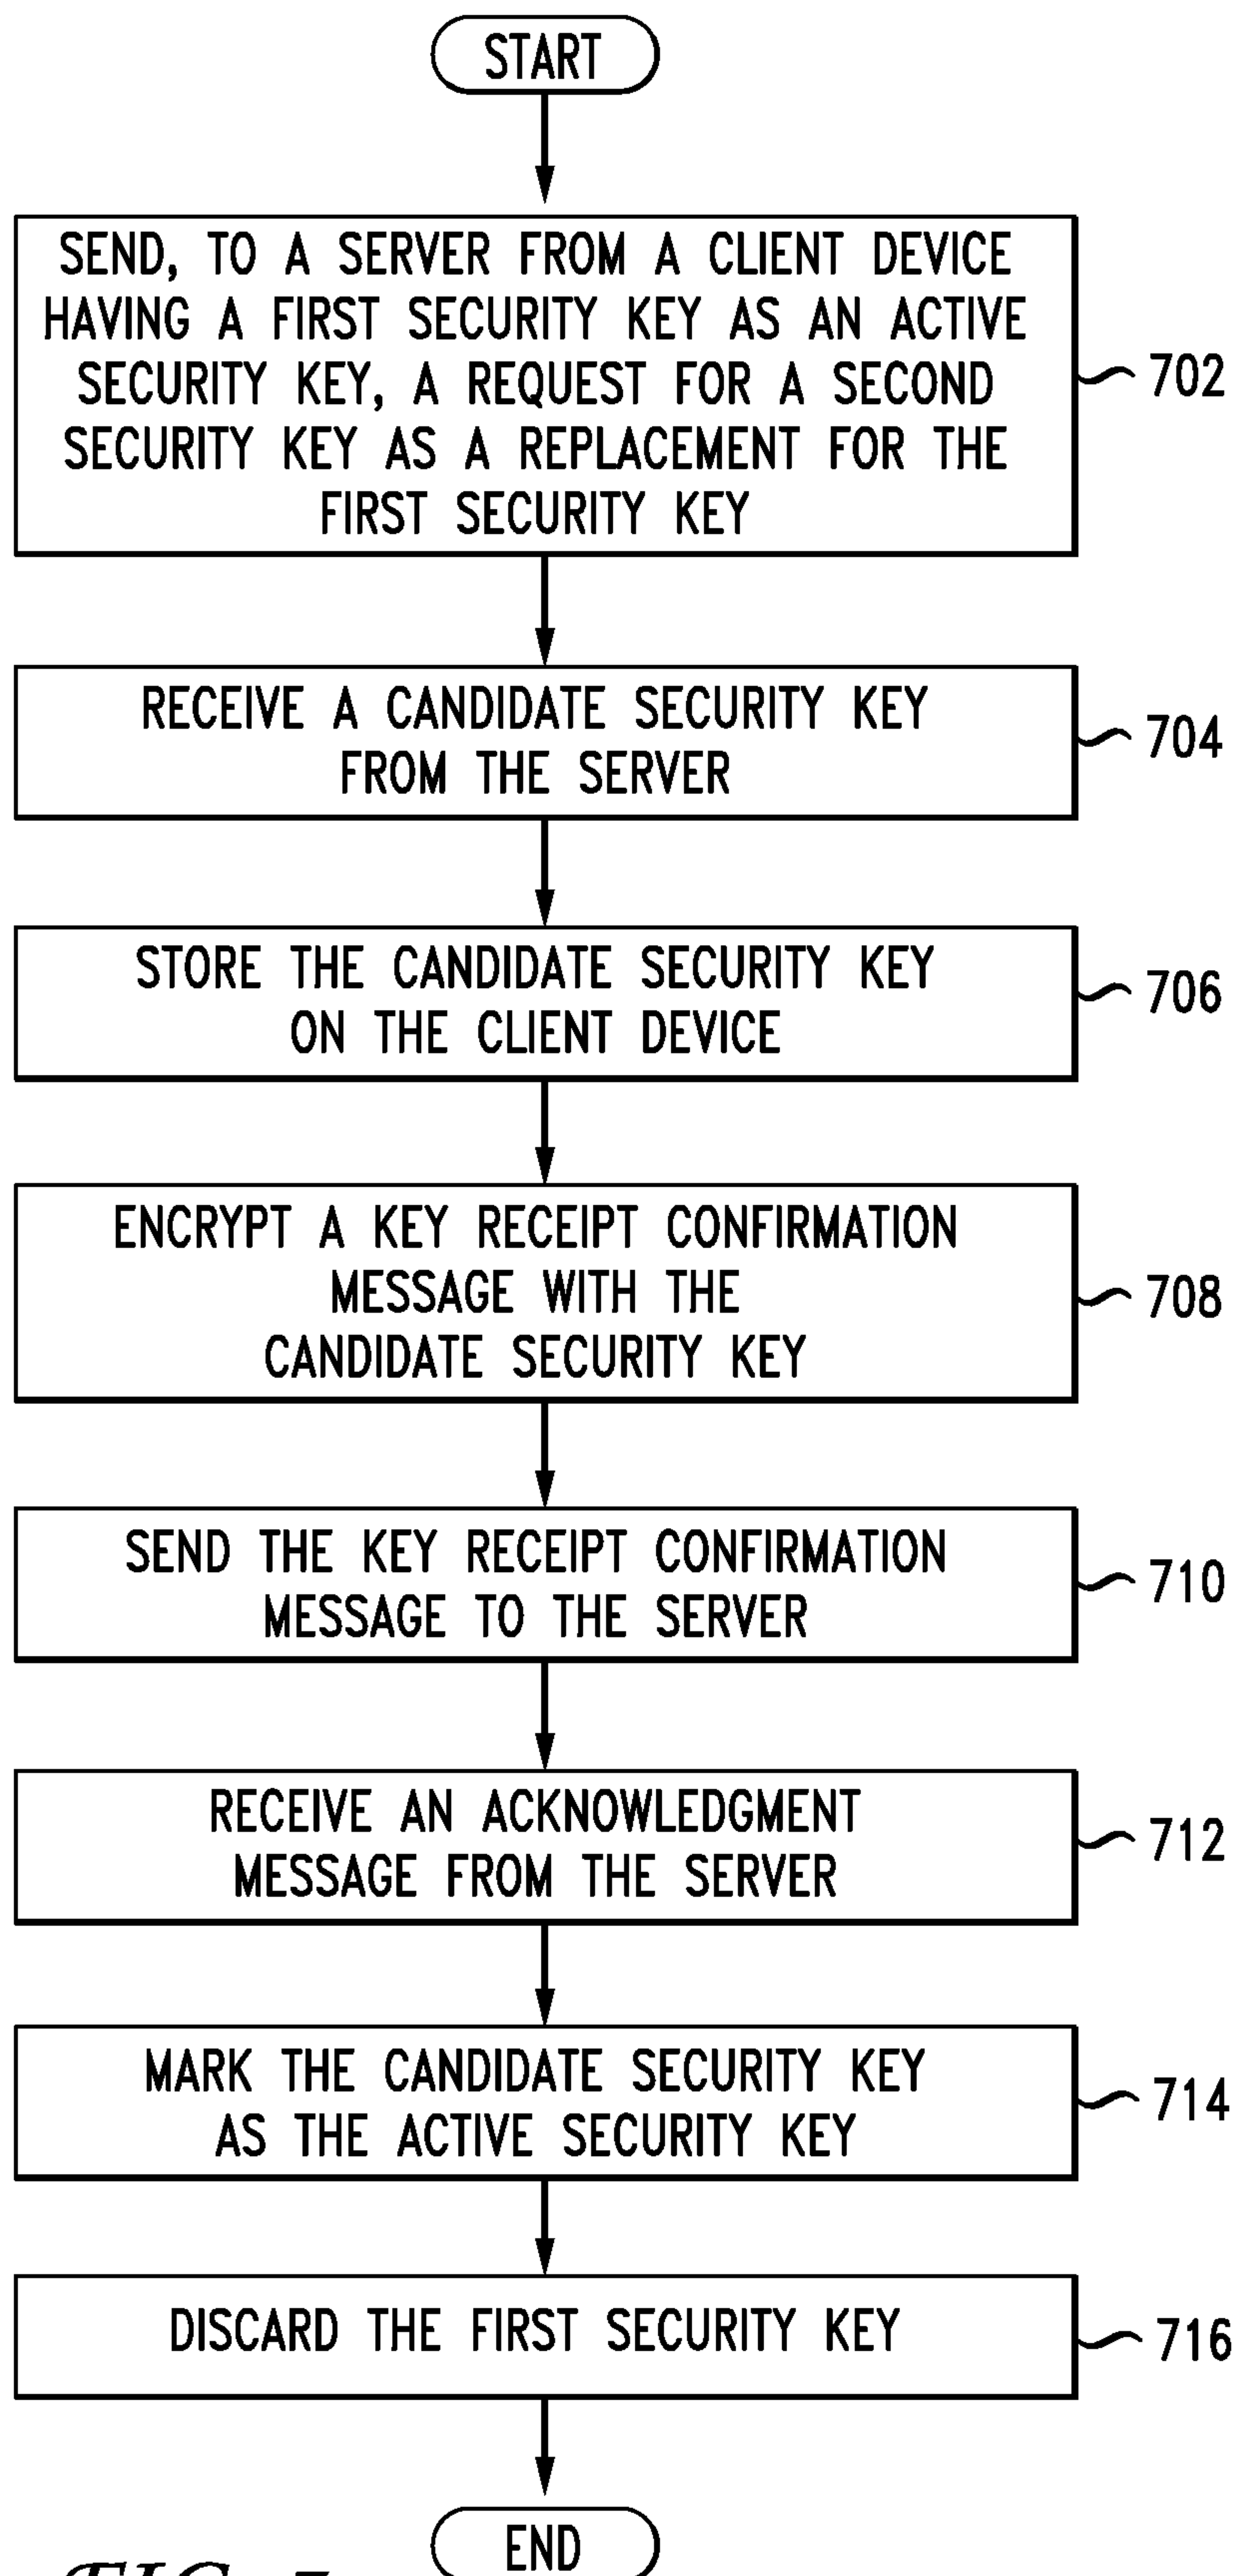 START
SEND, TO A SERVER FROM A CLIENT DEVICE
HAVING A FIRST SECURITY KEY AS AN ACTIVE
SECURITY KEY, A REQUEST FOR A SECOND
SECURITY KEY AS A REPLACEMENT FOR THE
FIRST SECURITY KEY
702
RECEIVE A CANDIDATE SECURITY KEY
FROM THE SERVER
704
STORE THE CANDIDATE SECURITY KEY
ON THE CLIENT DEVICE
706
ENCRYPT A KEY RECEIPT CONFIRMATION
MESSAGE WITH THE
CANDIDATE SECURITY KEY
708
SEND THE KEY RECEIPT CONFIRMATION
MESSAGE TO THE SERVER
710
RECEIVE AN ACKNOWLEDGMENT
MESSAGE FROM THE SERVER
712
MARK THE CANDIDATE SECURITY KEY
AS THE ACTIVE SECURITY KEY
714
DISCARD THE FIRST SECURITY KEY
716
END